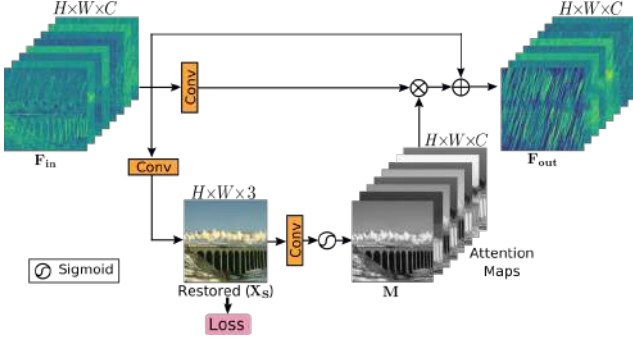 H×W×C
H×W×C
Conv
F_in
H×W×C
F_out
Conv
H×W×3
Conv
Attention
Maps
Sigmoid
Restored (X_S)
M
Loss